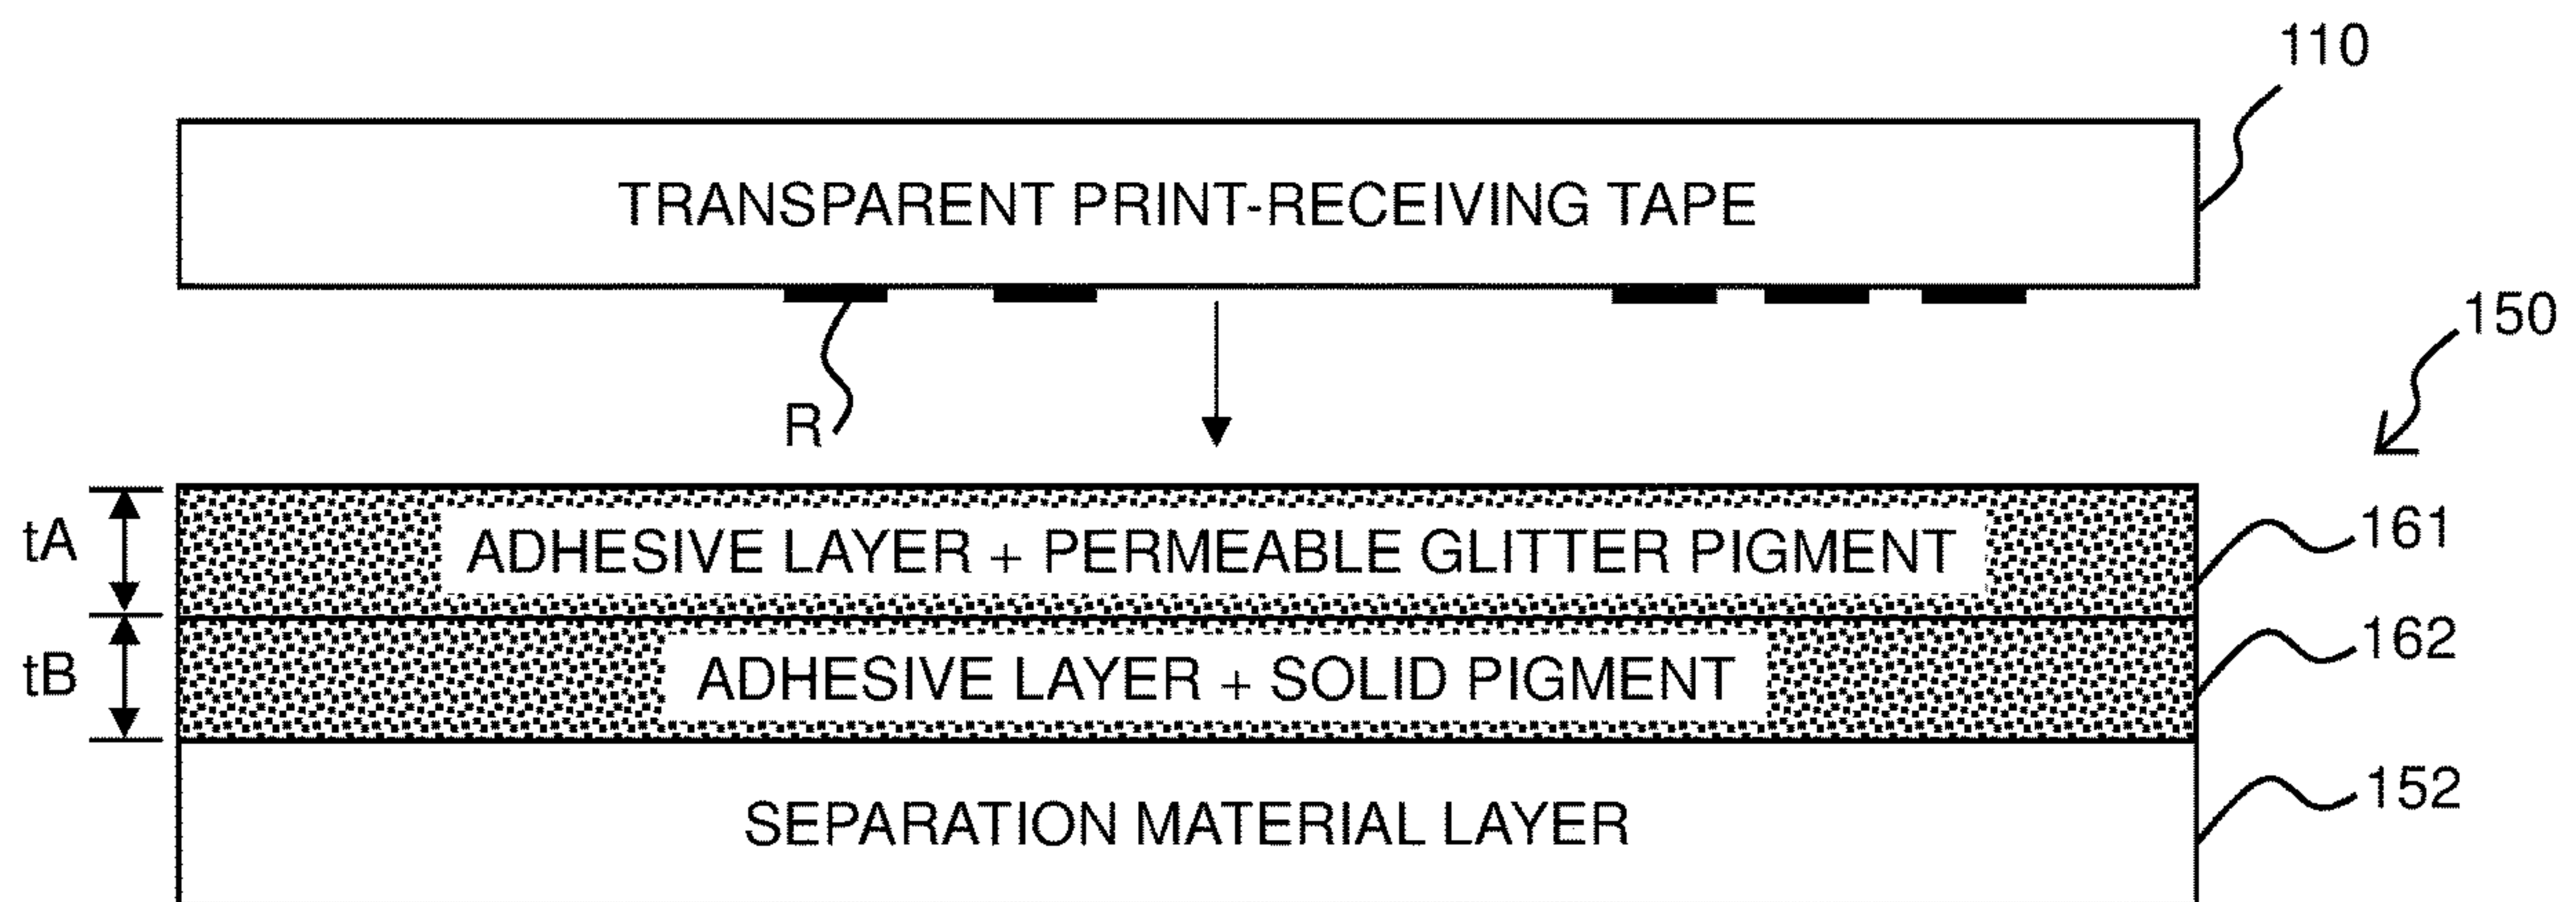 110
TRANSPARENT PRINT-RECEIVING TAPE
150
R
tA
ADHESIVE LAYER + PERMEABLE GLITTER PIGMENT
161
tB
ADHESIVE LAYER + SOLID PIGMENT
162
SEPARATION MATERIAL LAYER
152